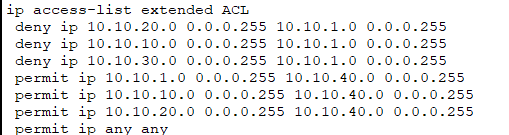 ip access-list extended ACL
deny ip 10.10.20.0 0.0.0.255 10.10.1.0 0.0.0.255
deny ip 10.10.10.0 0.0.0.255 10.10.1.0 0.0.0.255
deny ip 10.10.30.0 0.0.0.255 10.10.1.0 0.0.0.255
permit ip 10.10.1.0 0.0.0.255 10.10.40.0 0.0.0.255
permit ip 10.10.10.0 0.0.0.255 10.10.40.0 0.0.0.255
permit ip 10.10.20.0 0.0.0.255 10.10.40.0 0.0.0.255
permit ip any any